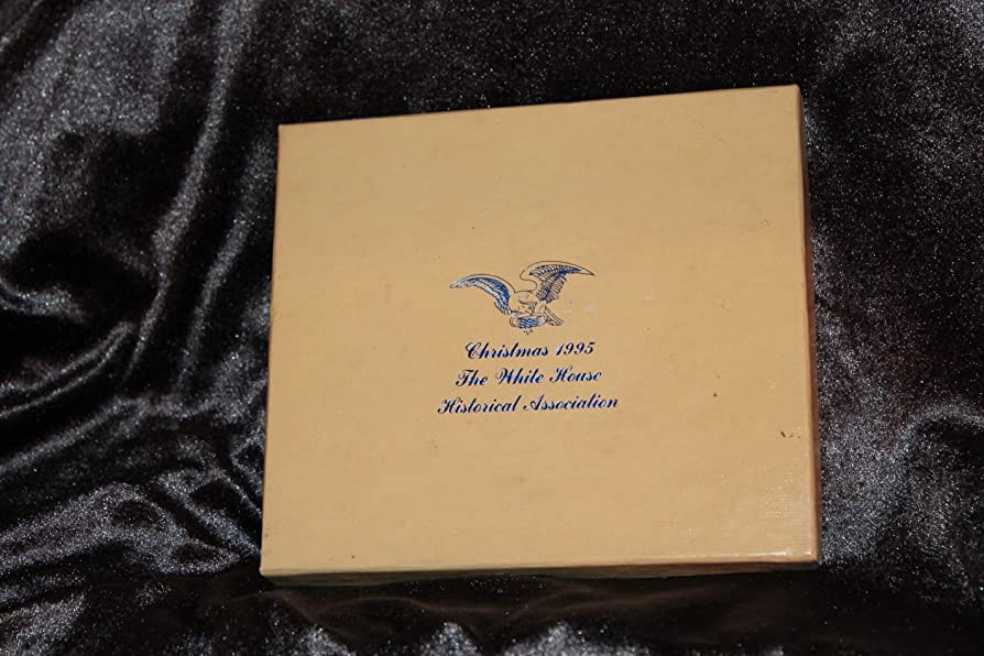 Christmas 1995
The White House
Historical Association